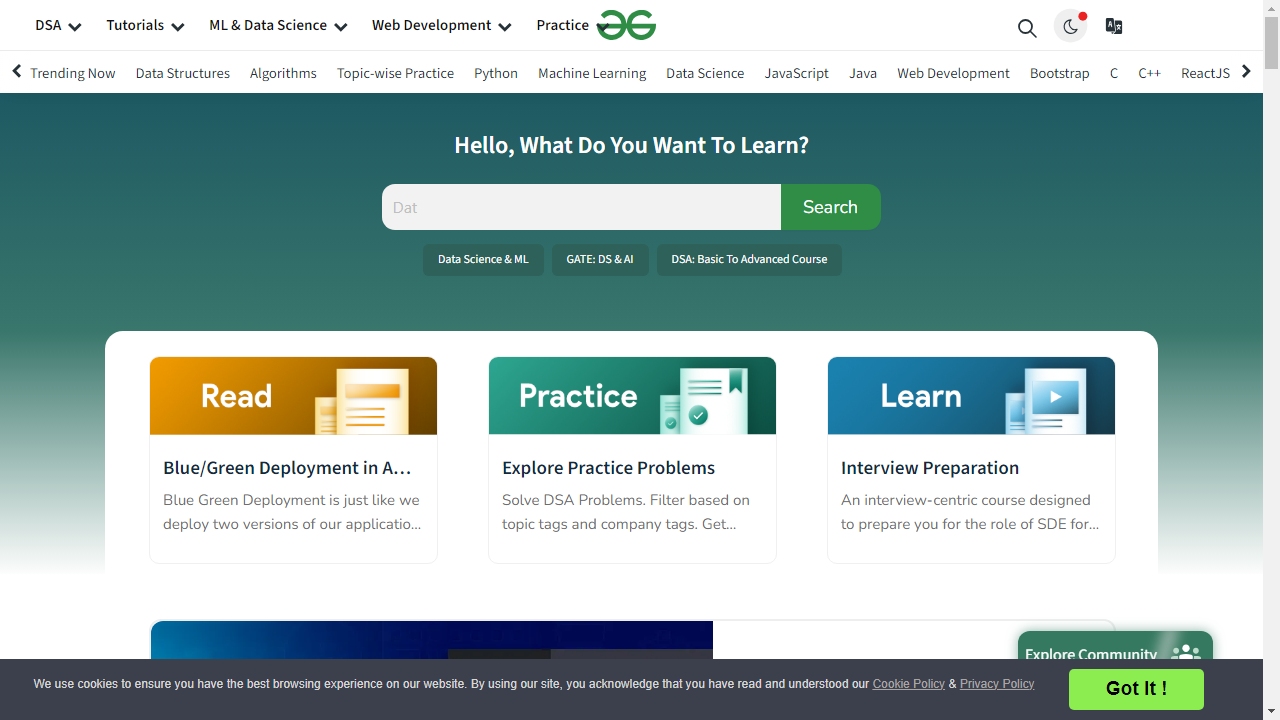 DSA Tutorials ML & Data Science Web Development Practice
Trending Now Data Structures Algorithms Topic-wise Practice Python Machine Learning Data Science JavaScript Java Web Development Bootstrap C C++ ReactJS
Hello, What Do You Want To Learn?
Dat Search
Data Science & ML GATE: DS & AI DSA: Basic To Advanced Course
Read Practice Learn
Blue/Green Deployment in A... Explore Practice Problems Interview Preparation
Blue Green Deployment is just like we Solve DSA Problems. Filter based on An interview-centric course designed
deploy two versions of our applicatio... topic tags and company tags. Get... to prepare you for the role of SDE for...
Explore Community
We use cookies to ensure you have the best browsing experience on our website. By using our site, you acknowledge that you have read and understood our Cookie Policy & Privacy Policy Got It !